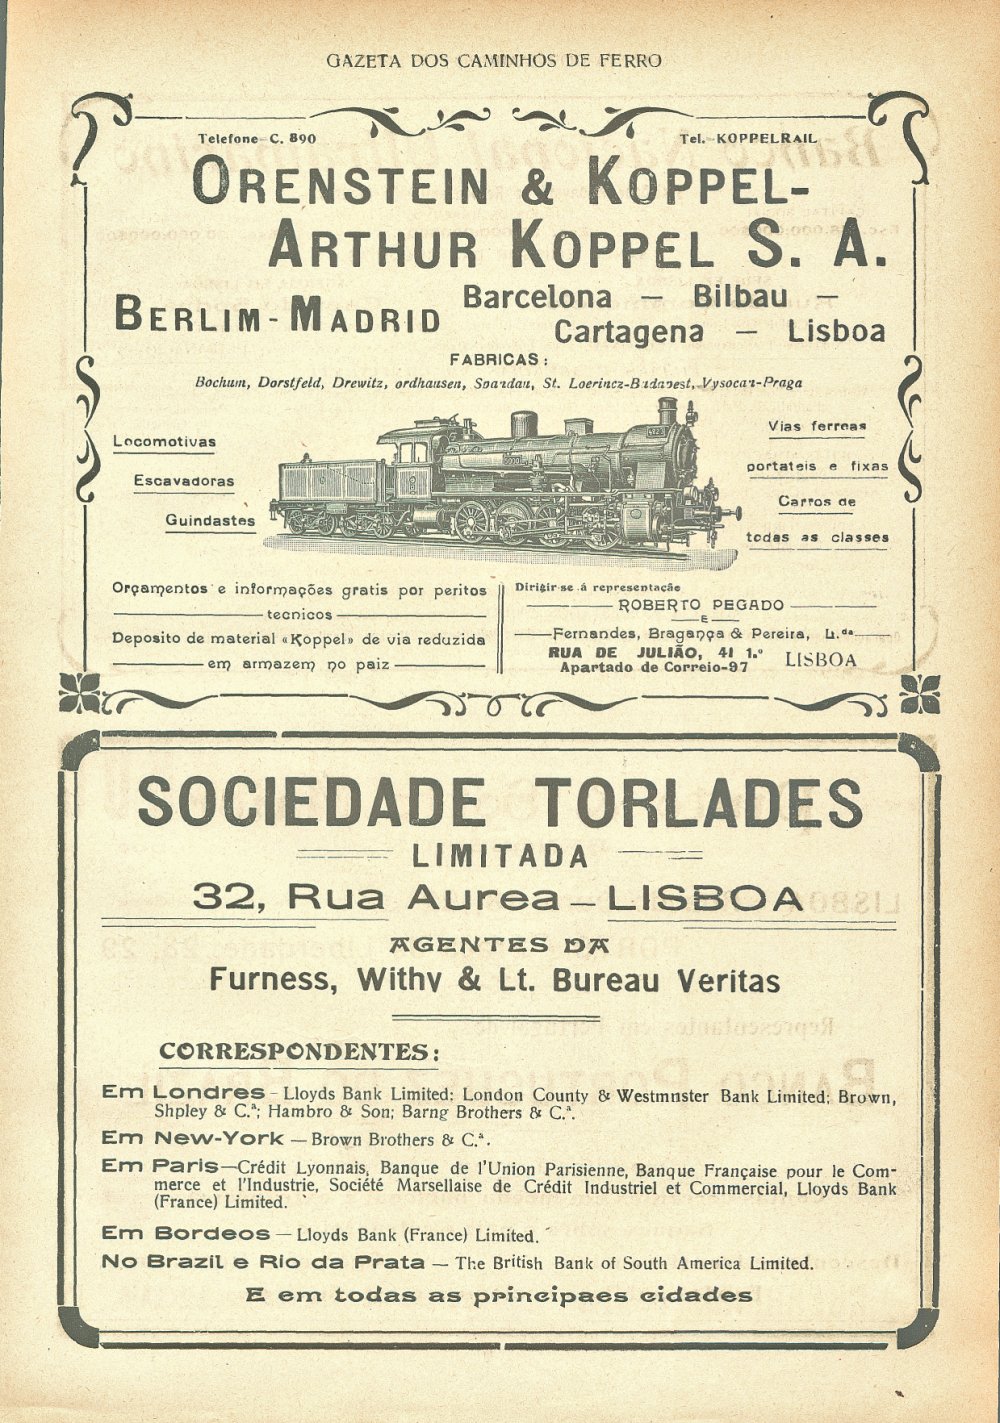 GAZETA DOS CAMINHOS DE FERRO
Telefone C. 890
Tel. KOPPELRAIL
ORENSTEIN & KOPPEL-
ARTHUR KOPPEL S. A.
BERLIM-MADRID
Barcelona — Bilbau —
Cartagena — Lisboa
FABRICAS:
Bochum, Dorstfeld, Drewitz, ordhausen, Spandau, St. Loerincz-Budapest, Vysocar-Praga
Locomotivas
Escavadoras
Guindastes
Vias ferreas
portateis e fixas
Carros de
todas as classes
Orçamentos e informações gratis por peritos
tecnicos
Deposito de material «Koppel» de via reduzida
em armazem no paiz
Dirigir-se á representação
ROBERTO PEGADO
E
Fernandes, Bragança & Pereira, L.da
RUA DE JULIÃO, 41 1.º
Apartado de Correio-97
LISBOA
SOCIEDADE TORLADES
LIMITADA
32, Rua Aurea — LISBOA
AGENTES DA
Furness, Withy & Lt. Bureau Veritas
CORRESPONDENTES:
Em Londres - Lloyds Bank Limited; London County & Westmnster Bank Limited; Brown,
Shpley & C.ª; Hambro & Son; Barng Brothers & C.ª.
Em New-York — Brown Brothers & C.ª.
Em Paris—Crédit Lyonnais, Banque de l'Union Parisienne, Banque Française pour le Com-
merce et l'Industrie, Société Marsellaise de Crédit Industriel et Commercial, Lloyds Bank
(France) Limited.
Em Bordeos — Lloyds Bank (France) Limited.
No Brazil e Rio da Prata — The British Bank of South America Limited.
E em todas as principaes cidades